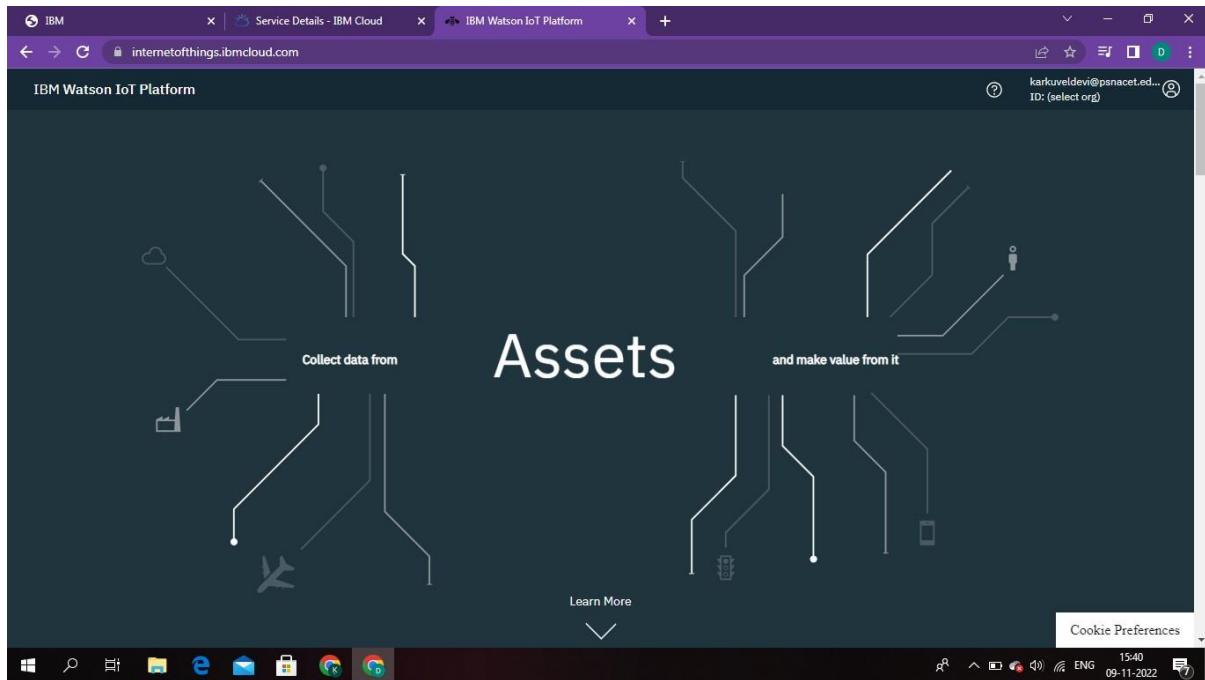 IBM
Service Details - IBM Cloud
IBM Watson IoT Platform
internetofthings.ibmcloud.com
D
IBM Watson IoT Platform
karkuveldevi@psnacet.ed...
ID: (select org)
Collect data from
Assets
and make value from it
Learn More
Cookie Preferences
K
D
ENG
15:40
09-11-2022
7